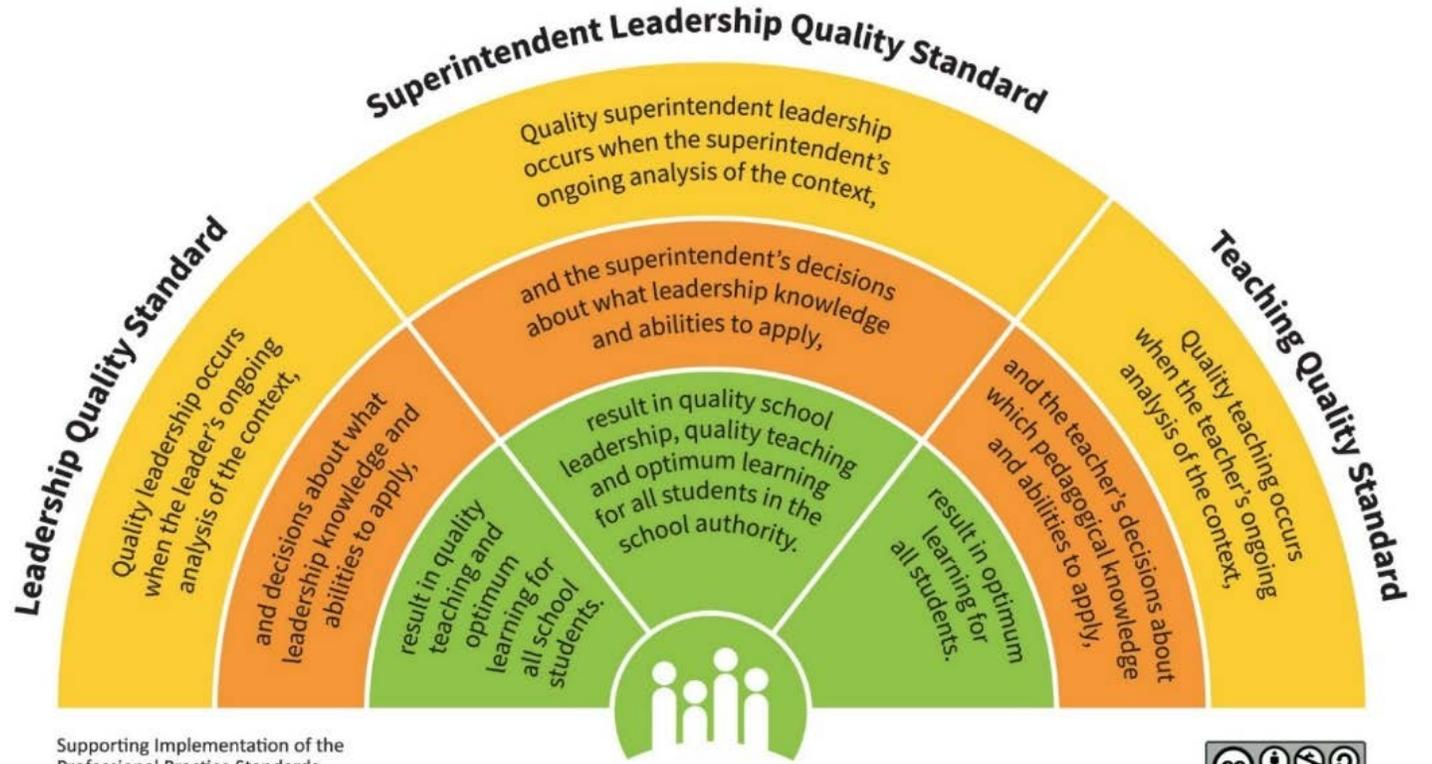 Superintendent Leadership Quality Standard
Quality superintendent leadership
occurs when the superintendent's
ongoing analysis of the context,
and the superintendent's decisions
about what leadership knowledge
and abilities to apply,
result in quality school
leadership, quality teaching
and optimum learning
for all students in the
school authority.
Leadership Quality Standard
Quality leadership occurs
when the leader's ongoing
analysis of the context,
and decisions about what
leadership knowledge and
abilities to apply,
result in quality
teaching and
optimum
learning for
all school
students.
Teaching Quality Standard
Quality teaching occurs
when the teacher's ongoing
analysis of the context,
and the teacher's decisions about
which pedagogical knowledge
and abilities to apply,
result in optimum
learning for
all students.
Supporting Implementation of the
Professional Practice Standards